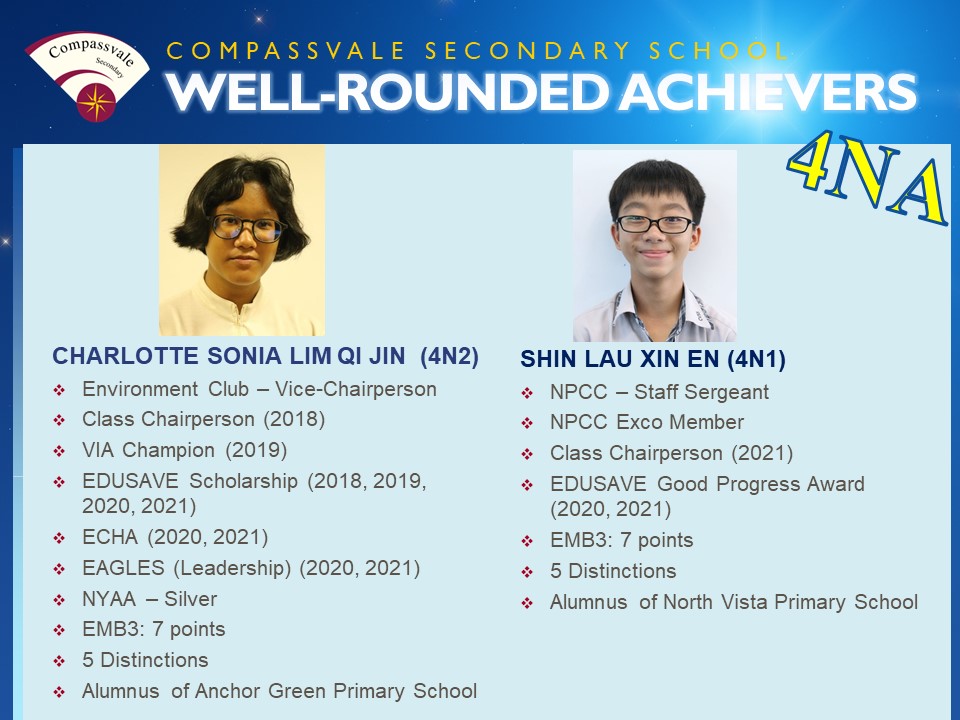 Compassvale
Secondary
COMPASSVALE SECONDARY SCHOOL
WELL-ROUNDED ACHIEVERS
4NA
CHARLOTTE SONIA LIM QI JIN (4N2)
❖ Environment Club – Vice-Chairperson
❖ Class Chairperson (2018)
❖ VIA Champion (2019)
❖ EDUSAVE Scholarship (2018, 2019,
2020, 2021)
❖ ECHA (2020, 2021)
❖ EAGLES (Leadership) (2020, 2021)
❖ NYAA – Silver
❖ EMB3: 7 points
❖ 5 Distinctions
❖ Alumnus of Anchor Green Primary School
SHIN LAU XIN EN (4N1)
❖ NPCC – Staff Sergeant
❖ NPCC Exco Member
❖ Class Chairperson (2021)
❖ EDUSAVE Good Progress Award
(2020, 2021)
❖ EMB3: 7 points
❖ 5 Distinctions
❖ Alumnus of North Vista Primary School